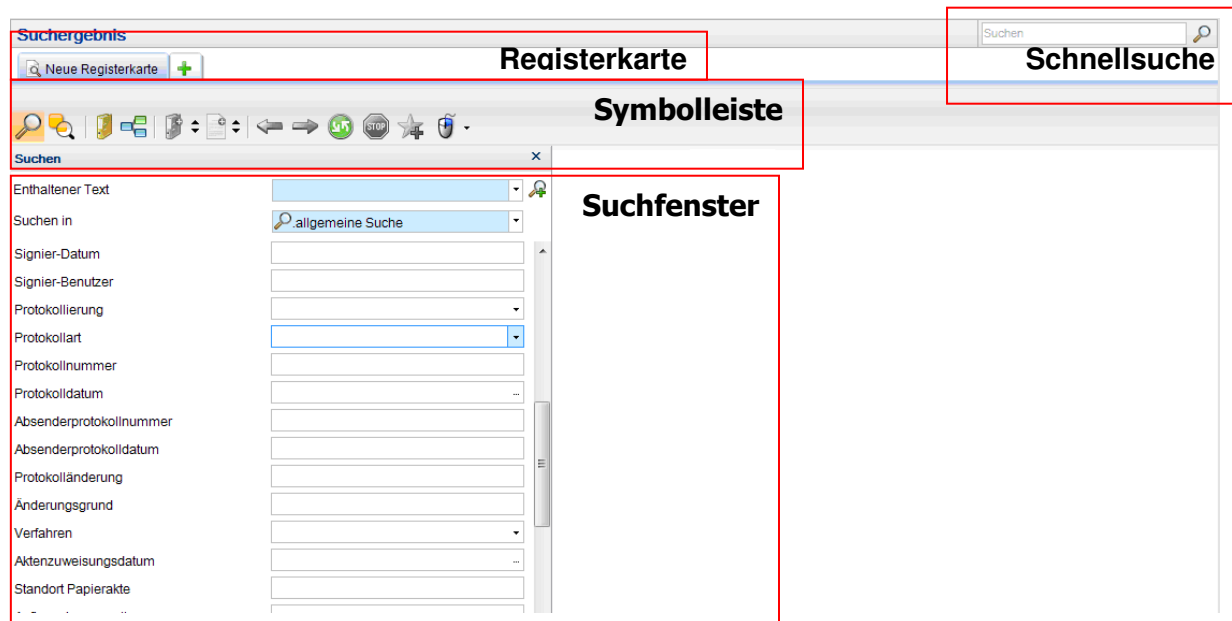 Suchergebnis
Suchen
Neue Registerkarte
Registerkarte
Schnellsuche
Symbolleiste
STOP
Suchen
Enthaltener Text
Suchfenster
Suchen in
.allgemeine Suche
Signier-Datum
Signier-Benutzer
Protokollierung
Protokollart
Protokollnummer
Protokolldatum
...
Absenderprotokollnummer
Absenderprotokolldatum
Protokolländerung
Änderungsgrund
Verfahren
Aktenzuweisungsdatum
...
Standort Papierakte